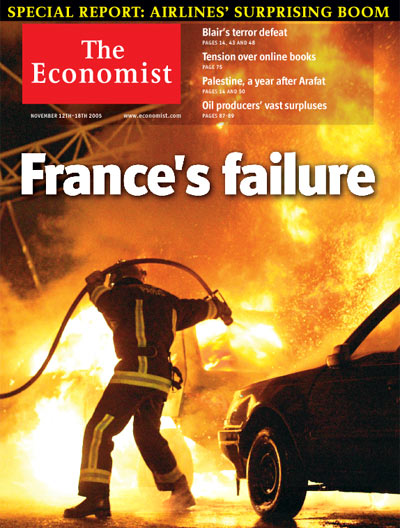 SPECIAL REPORT: AIRLINES' SURPRISING BOOM
The
Economist
NOVEMBER 12TH–18TH 2005
www.economist.com
Blair's terror defeat
PAGES 14, 43 AND 48
Tension over online books
PAGE 75
Palestine, a year after Arafat
PAGES 16 AND 50
Oil producers' vast surpluses
PAGES 87-89
France's failure